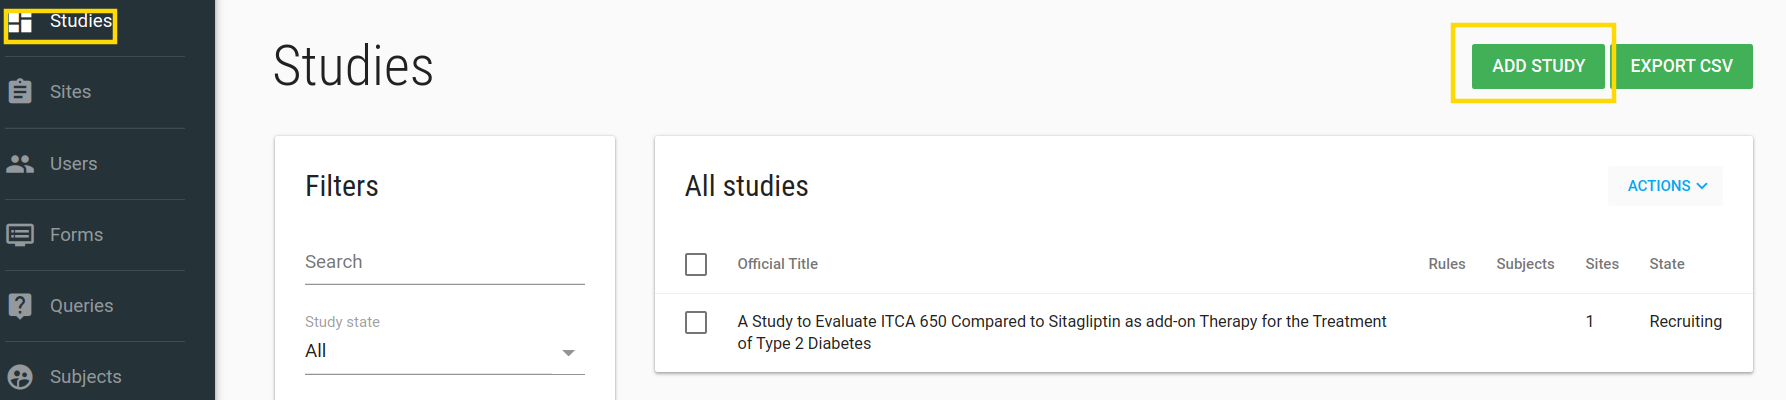 Studies
Sites
Users
Forms
Queries
Subjects
Studies
ADD STUDY
EXPORT CSV
Filters
Search
Study state
All
All studies
ACTIONS
Official Title Rules Subjects Sites State
A Study to Evaluate ITCA 650 Compared to Sitagliptin as add-on Therapy for the Treatment 1 Recruiting
of Type 2 Diabetes